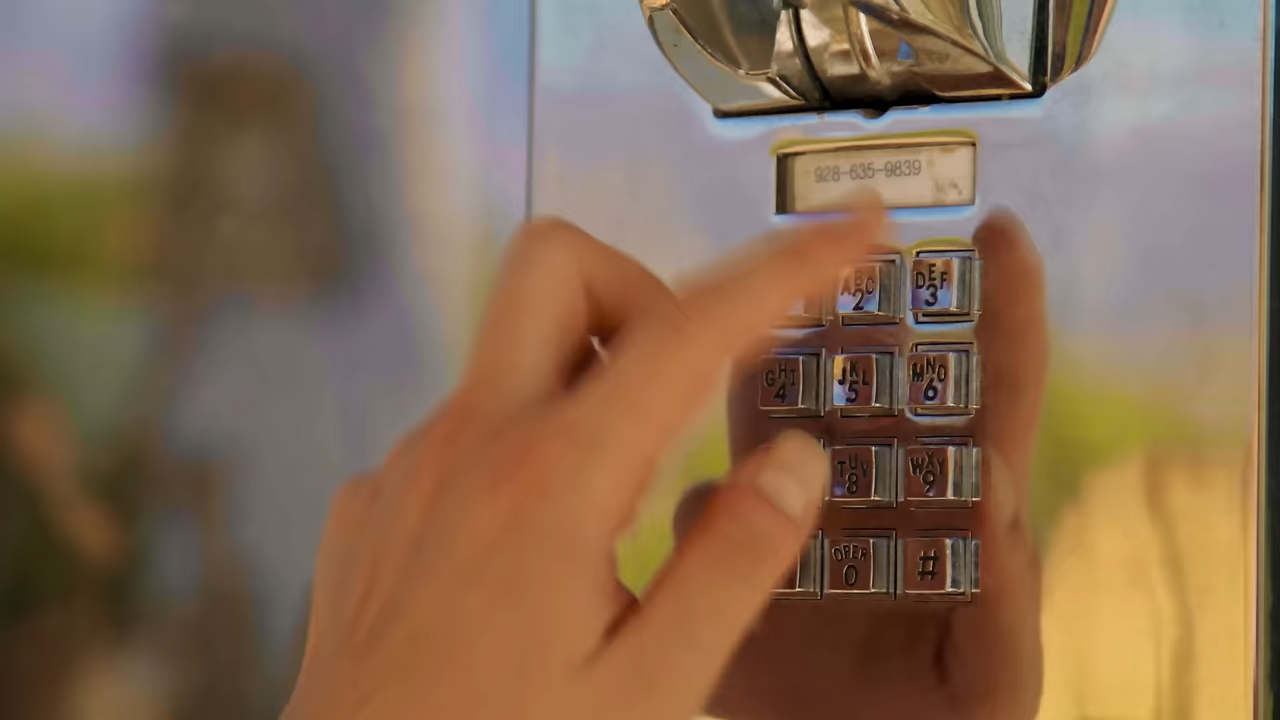 928-635-9839
ABC DEF
2 3
GHI JKL MNO
4 5 6
TUV WXY
8 9
OPER
0 #